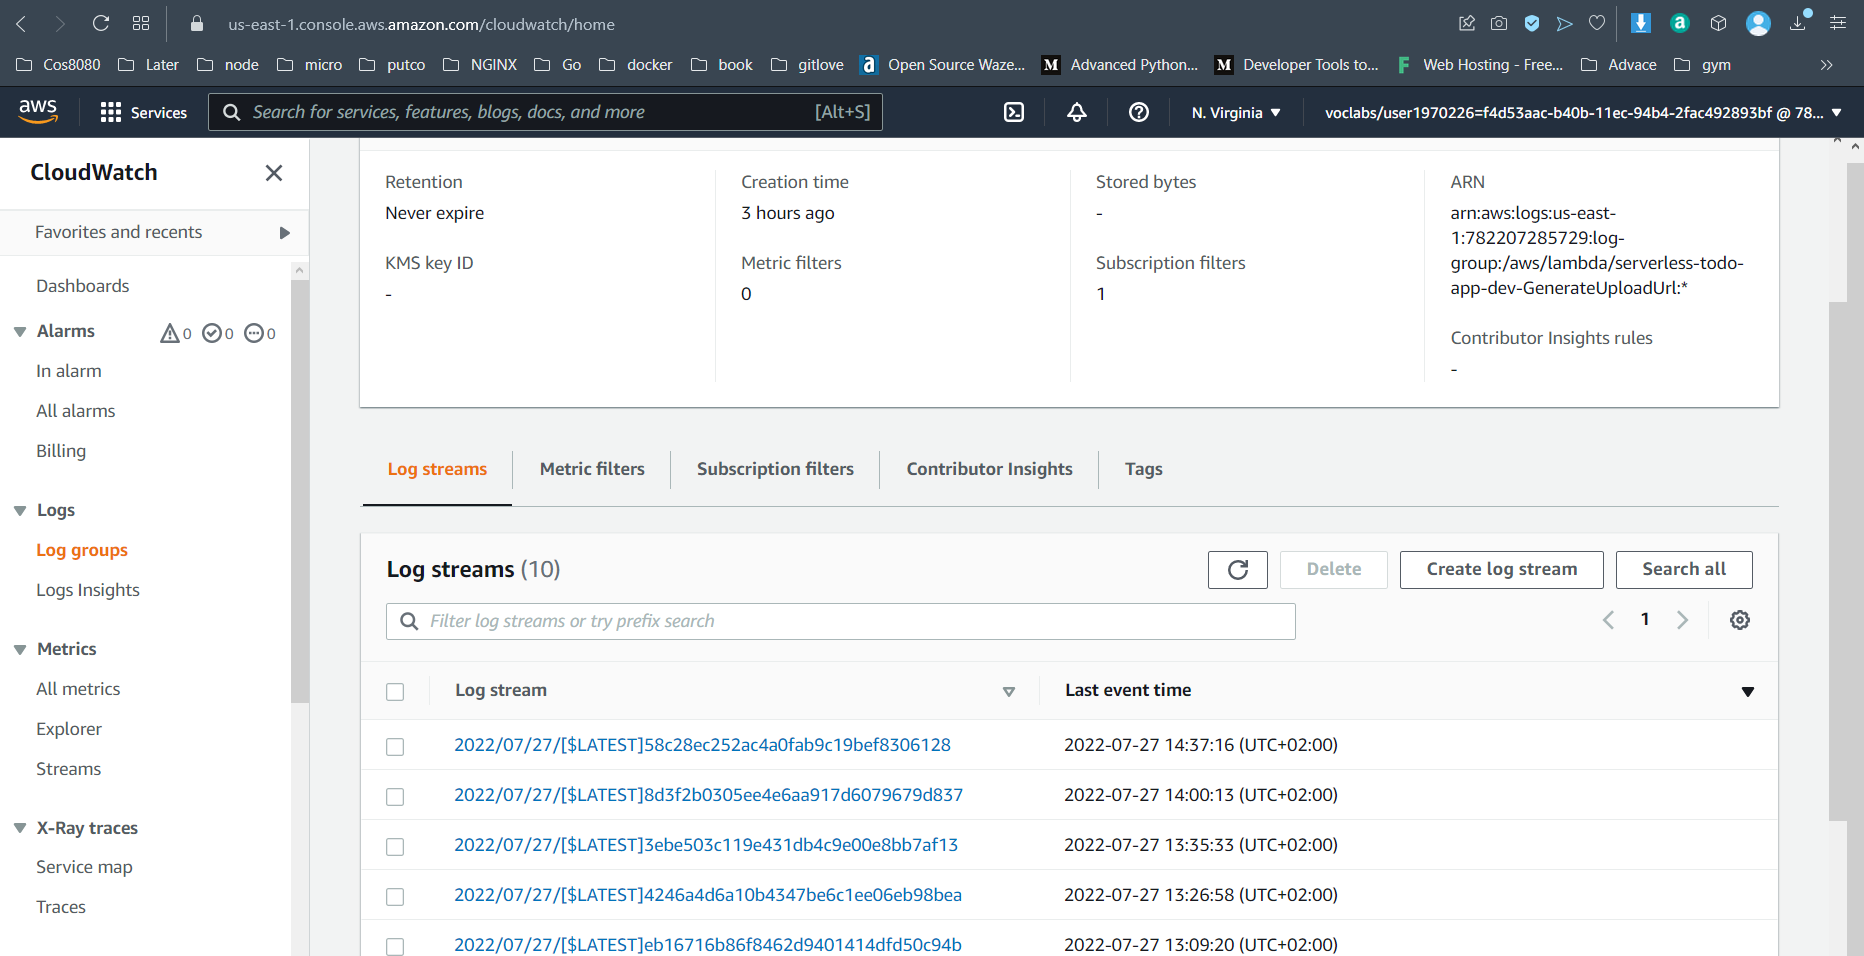 us-east-1.console.aws.amazon.com/cloudwatch/home
Cos8080 Later node micro putco NGINX Go docker book gitlove a Open Source Waze... M Advanced Python... M Developer Tools to... F Web Hosting - Free... Advace gym
aws Services Search for services, features, blogs, docs, and more [Alt+S] N. Virginia voclabs/user1970226=f4d53aac-b40b-11ec-94b4-2fac492893bf @ 78...
CloudWatch
Favorites and recents
Dashboards
Alarms 0 0 0
In alarm
All alarms
Billing
Logs
Log groups
Logs Insights
Metrics
All metrics
Explorer
Streams
X-Ray traces
Service map
Traces
Retention
Never expire
KMS key ID
-
Creation time
3 hours ago
Metric filters
0
Stored bytes
-
Subscription filters
1
ARN
arn:aws:logs:us-east-
1:782207285729:log-
group:/aws/lambda/serverless-todo-
app-dev-GenerateUploadUrl:*
Contributor Insights rules
-
Log streams Metric filters Subscription filters Contributor Insights Tags
Log streams (10) Delete Create log stream Search all
Filter log streams or try prefix search 1
Log stream Last event time
2022/07/27/[$LATEST]58c28ec252ac4a0fab9c19bef8306128 2022-07-27 14:37:16 (UTC+02:00)
2022/07/27/[$LATEST]8d3f2b0305ee4e6aa917d6079679d837 2022-07-27 14:00:13 (UTC+02:00)
2022/07/27/[$LATEST]3ebe503c119e431db4c9e00e8bb7af13 2022-07-27 13:35:33 (UTC+02:00)
2022/07/27/[$LATEST]4246a4d6a10b4347be6c1ee06eb98bea 2022-07-27 13:26:58 (UTC+02:00)
2022/07/27/[$LATEST]eb16716b86f8462d9401414dfd50c94b 2022-07-27 13:09:20 (UTC+02:00)